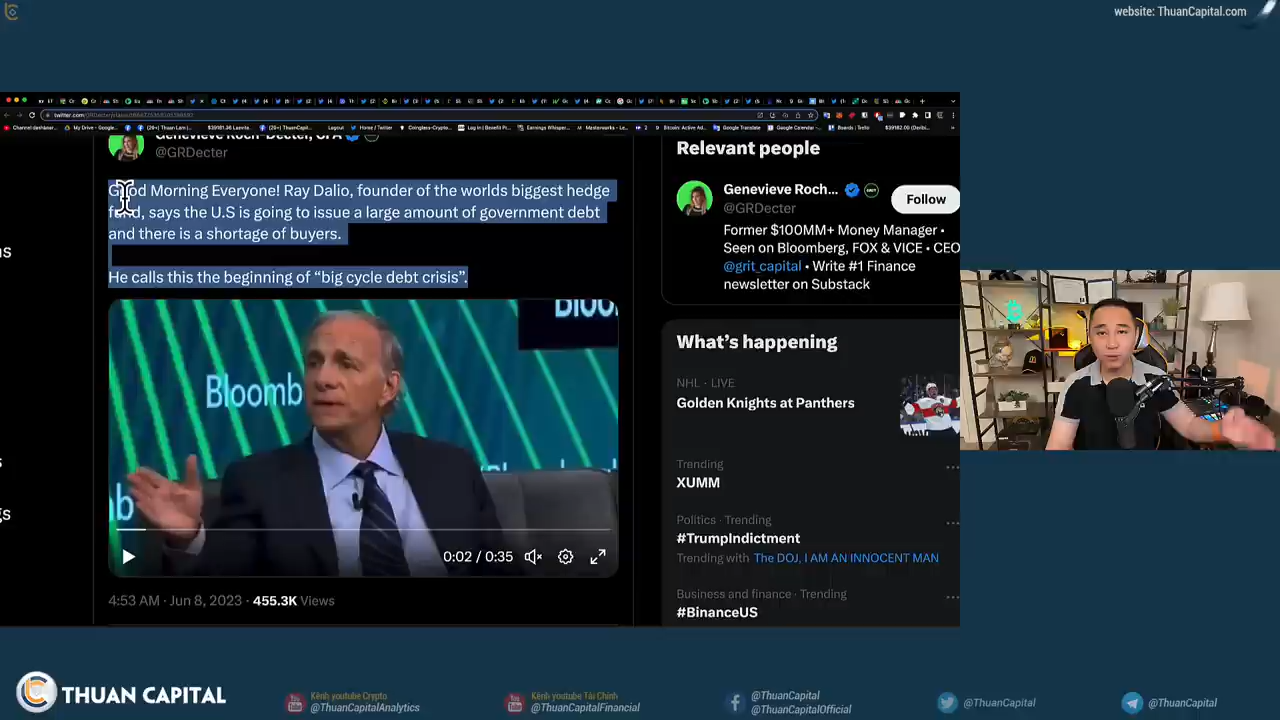 website: ThuanCapital.com
Genevieve Roch-Decter, CFA
@GRDecter
Good Morning Everyone! Ray Dalio, founder of the worlds biggest hedge
fund, says the U.S is going to issue a large amount of government debt
and there is a shortage of buyers.
He calls this the beginning of “big cycle debt crisis”.
Bloomb
Bloo
mb
0:02 / 0:35
4:53 AM · Jun 8, 2023 · 455.3K Views
Relevant people
Genevieve Roch...
@GRDecter
Follow
Former $100MM+ Money Manager •
Seen on Bloomberg, FOX & VICE • CEO
@grit_capital • Write #1 Finance
newsletter on Substack
What’s happening
NHL · LIVE
Golden Knights at Panthers
Trending
XUMM
Politics · Trending
#TrumpIndictment
Trending with The DOJ, I AM AN INNOCENT MAN
Business and finance · Trending
#BinanceUS
THUAN CAPITAL
Kênh youtube Crypto
@ThuanCapitalAnalytics
Kênh youtube Tài Chính
@ThuanCapitalFinancial
@ThuanCapital
@ThuanCapitalOfficial
@ThuanCapital
@ThuanCapital